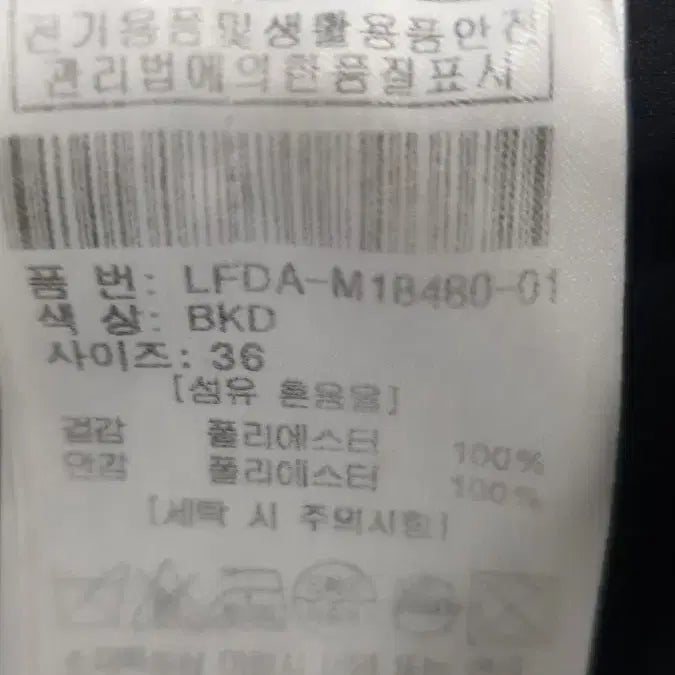 전기용품및생활용품안전
관리법에의한품질표시
품 번: LFDA-M18480-01
색 상: BKD
사이즈: 36
[섬유 혼용율]
겉감 폴리에스터 100%
안감 폴리에스터 100%
[세탁 시 주의사항]